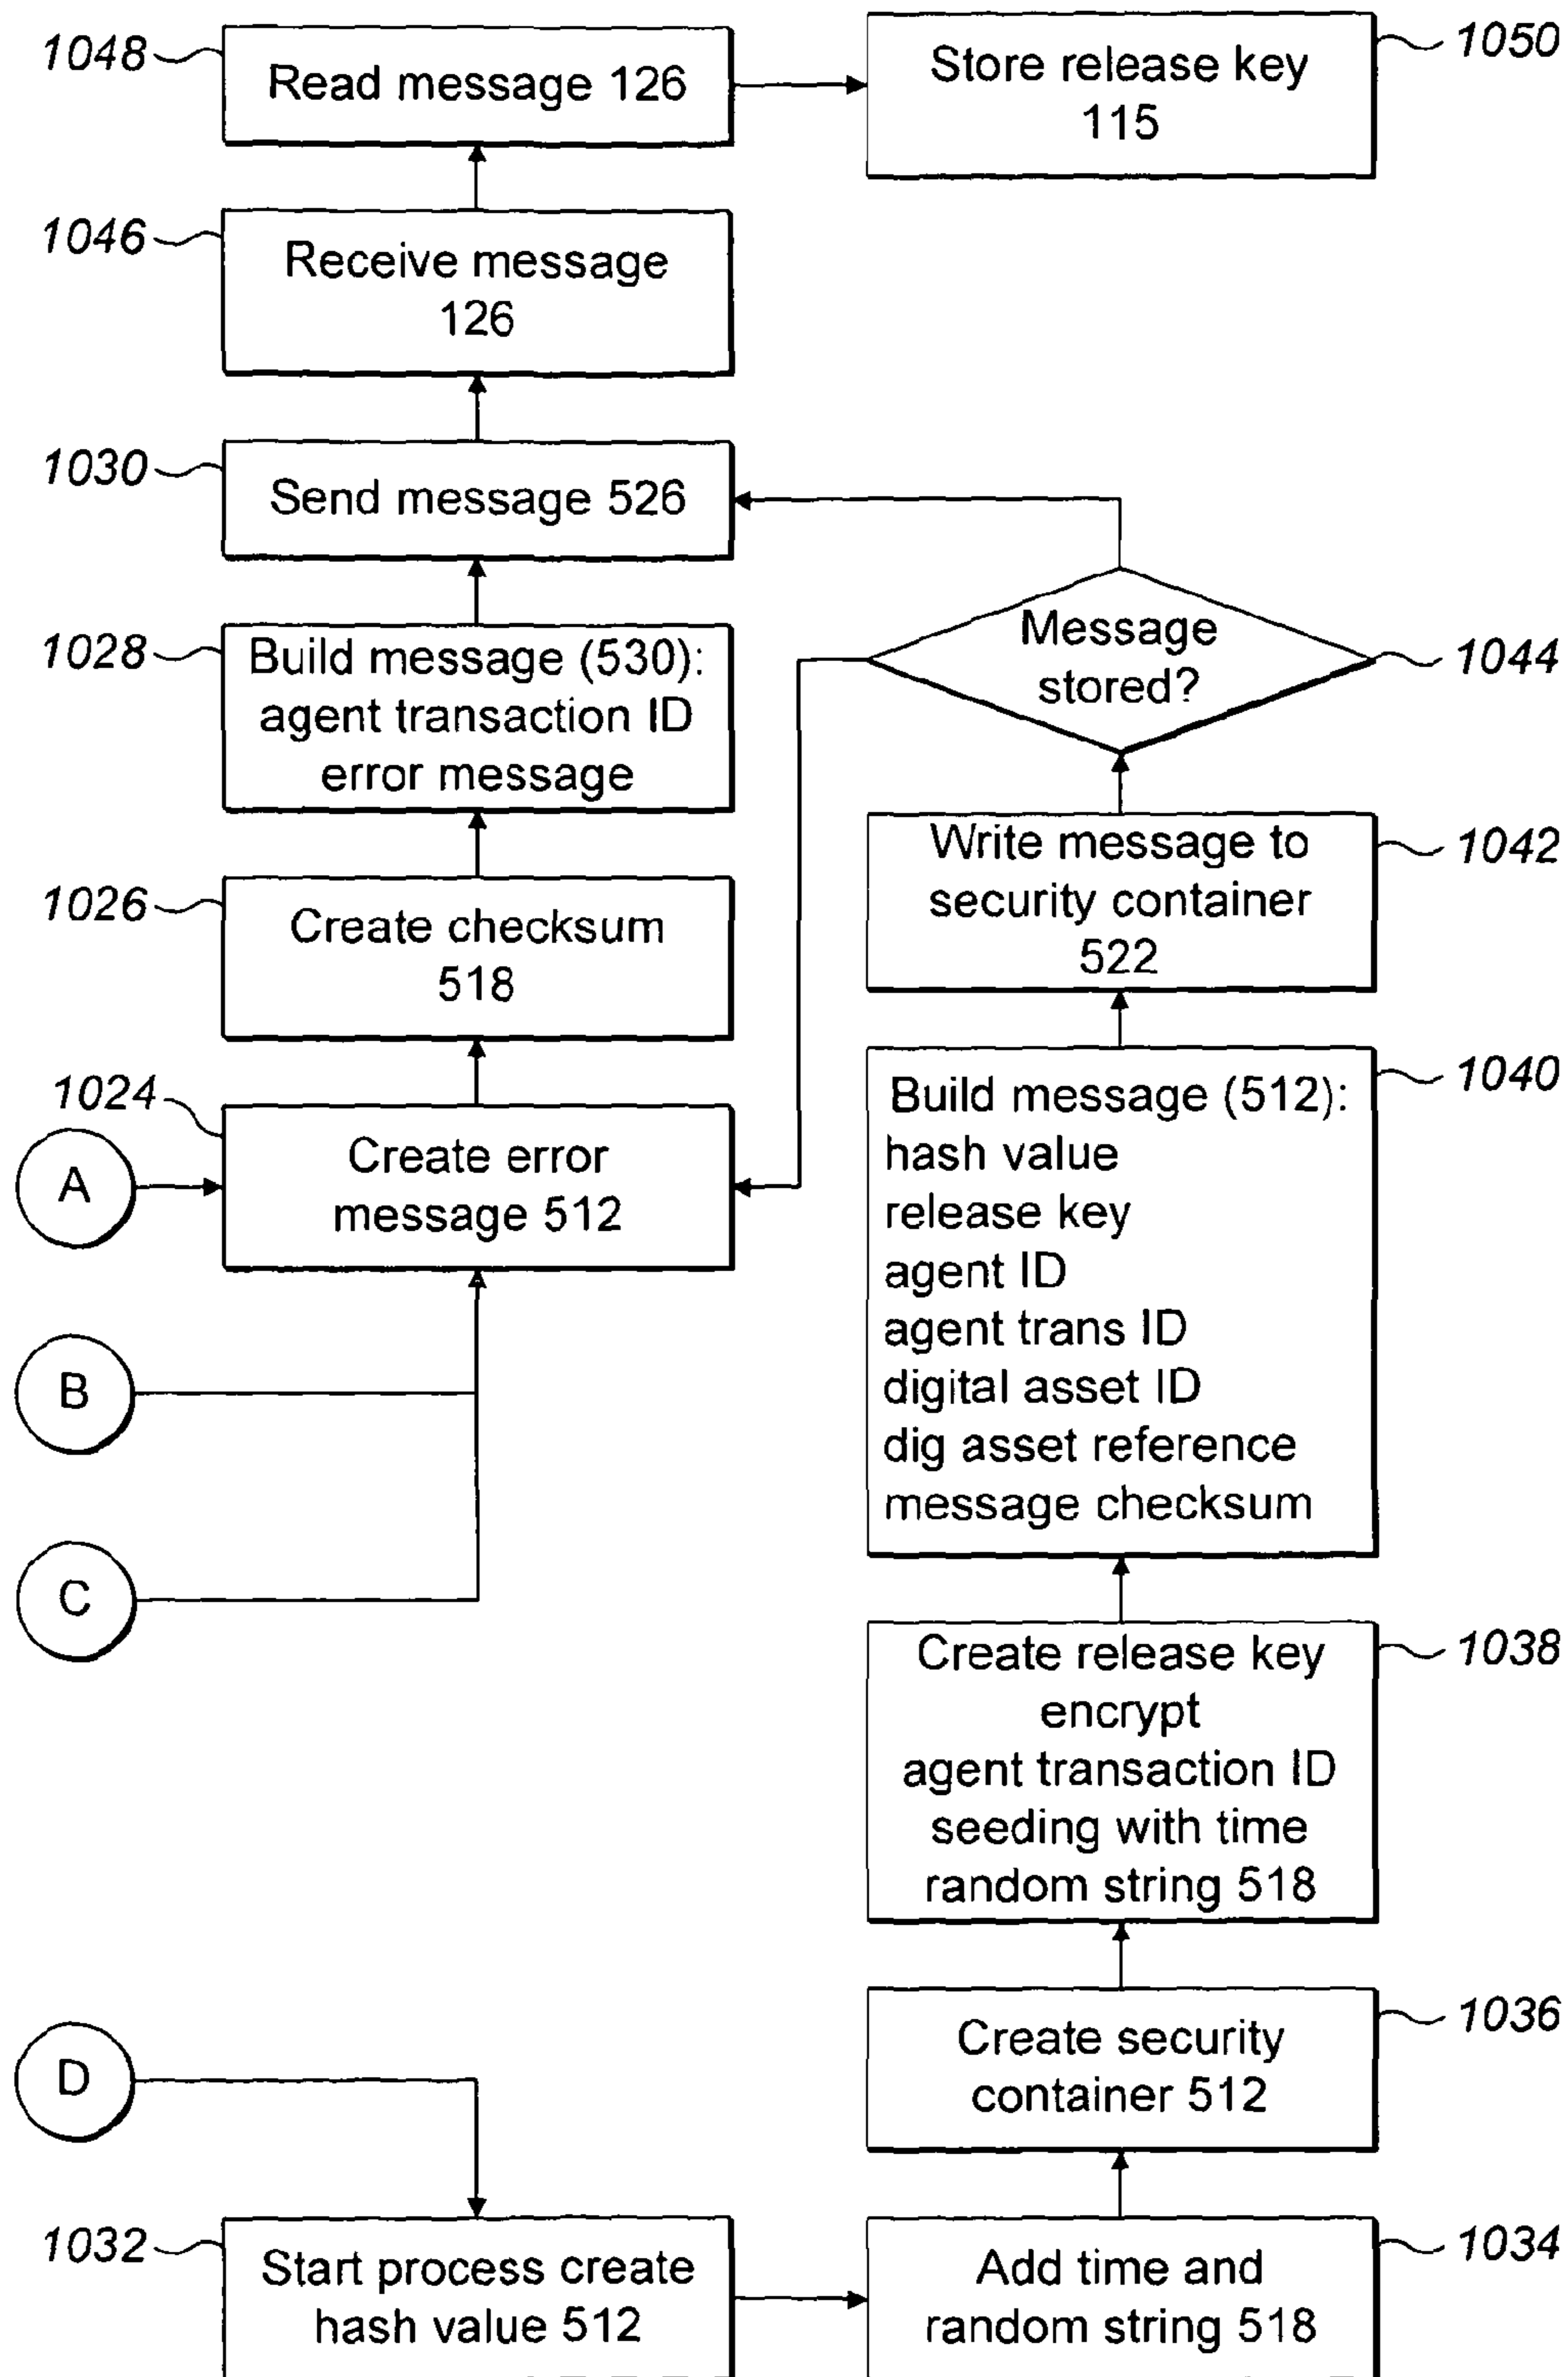 1048
Read message 126
Store release key
115
1050
1046
Receive message
126
1030
Send message 526
1028
Build message (530):
agent transaction ID
error message
Message
stored?
1044
1026
Create checksum
518
Write message to
security container
522
1042
1024
A
Create error
message 512
Build message (512):
hash value
release key
agent ID
agent trans ID
digital asset ID
dig asset reference
message checksum
1040
B
C
Create release key
encrypt
agent transaction ID
seeding with time
random string 518
1038
Create security
container 512
1036
D
1032
Start process create
hash value 512
Add time and
random string 518
1034